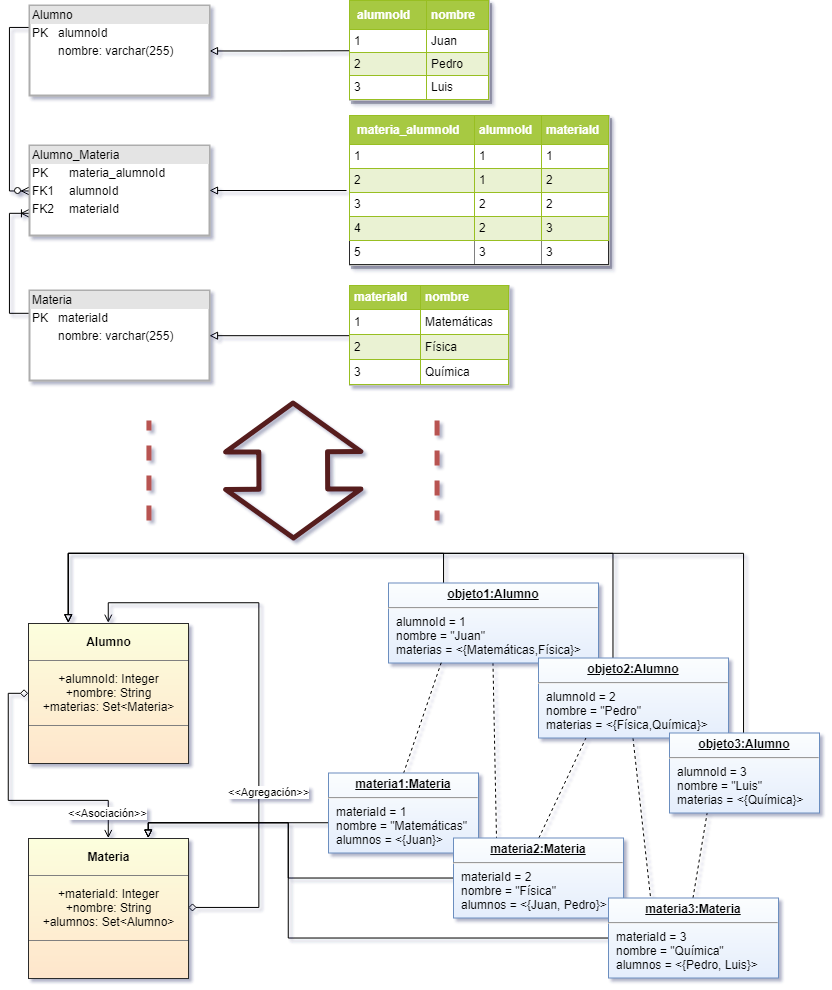 Alumno
PK alumnoId
nombre: varchar(255)
alumnoId nombre
1 Juan
2 Pedro
3 Luis
Alumno_Materia
PK materia_alumnoId
FK1 alumnoId
FK2 materiaId
materia_alumnoId alumnoId materiaId
1 1 1
2 1 2
3 2 2
4 2 3
5 3 3
Materia
PK materiaId
nombre: varchar(255)
materiaId nombre
1 Matemáticas
2 Física
3 Química
Alumno
+alumnoId: Integer
+nombre: String
+materias: Set<Materia>
<<Agregación>>
<<Asociación>>
Materia
+materiaId: Integer
+nombre: String
+alumnos: Set<Alumno>
objeto1:Alumno
alumnoId = 1
nombre = "Juan"
materias = <{Matemáticas,Física}>
objeto2:Alumno
alumnoId = 2
nombre = "Pedro"
materias = <{Física,Química}>
objeto3:Alumno
alumnoId = 3
nombre = "Luis"
materias = <{Química}>
materia1:Materia
materiaId = 1
nombre = "Matemáticas"
alumnos = <{Juan}>
materia2:Materia
materiaId = 2
nombre = "Física"
alumnos = <{Juan, Pedro}>
materia3:Materia
materiaId = 3
nombre = "Química"
alumnos = <{Pedro, Luis}>